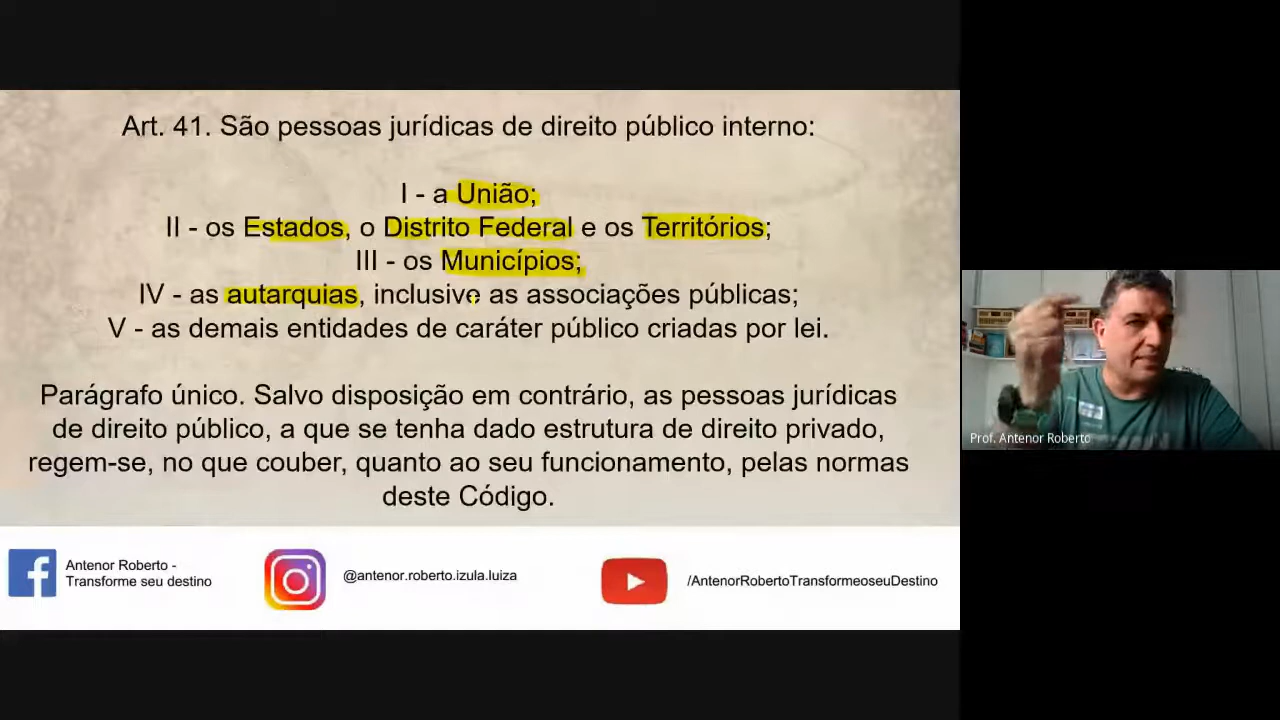 Art. 41. São pessoas jurídicas de direito público interno:
I - a União;
II - os Estados, o Distrito Federal e os Territórios;
III - os Municípios;
IV - as autarquias, inclusive as associações públicas;
V - as demais entidades de caráter público criadas por lei.
Parágrafo único. Salvo disposição em contrário, as pessoas jurídicas
de direito público, a que se tenha dado estrutura de direito privado,
regem-se, no que couber, quanto ao seu funcionamento, pelas normas
deste Código.
Antenor Roberto -
Transforme seu destino
@antenor.roberto.izula.luiza
/AntenorRobertoTransformeoseuDestino
Prof. Antenor Roberto